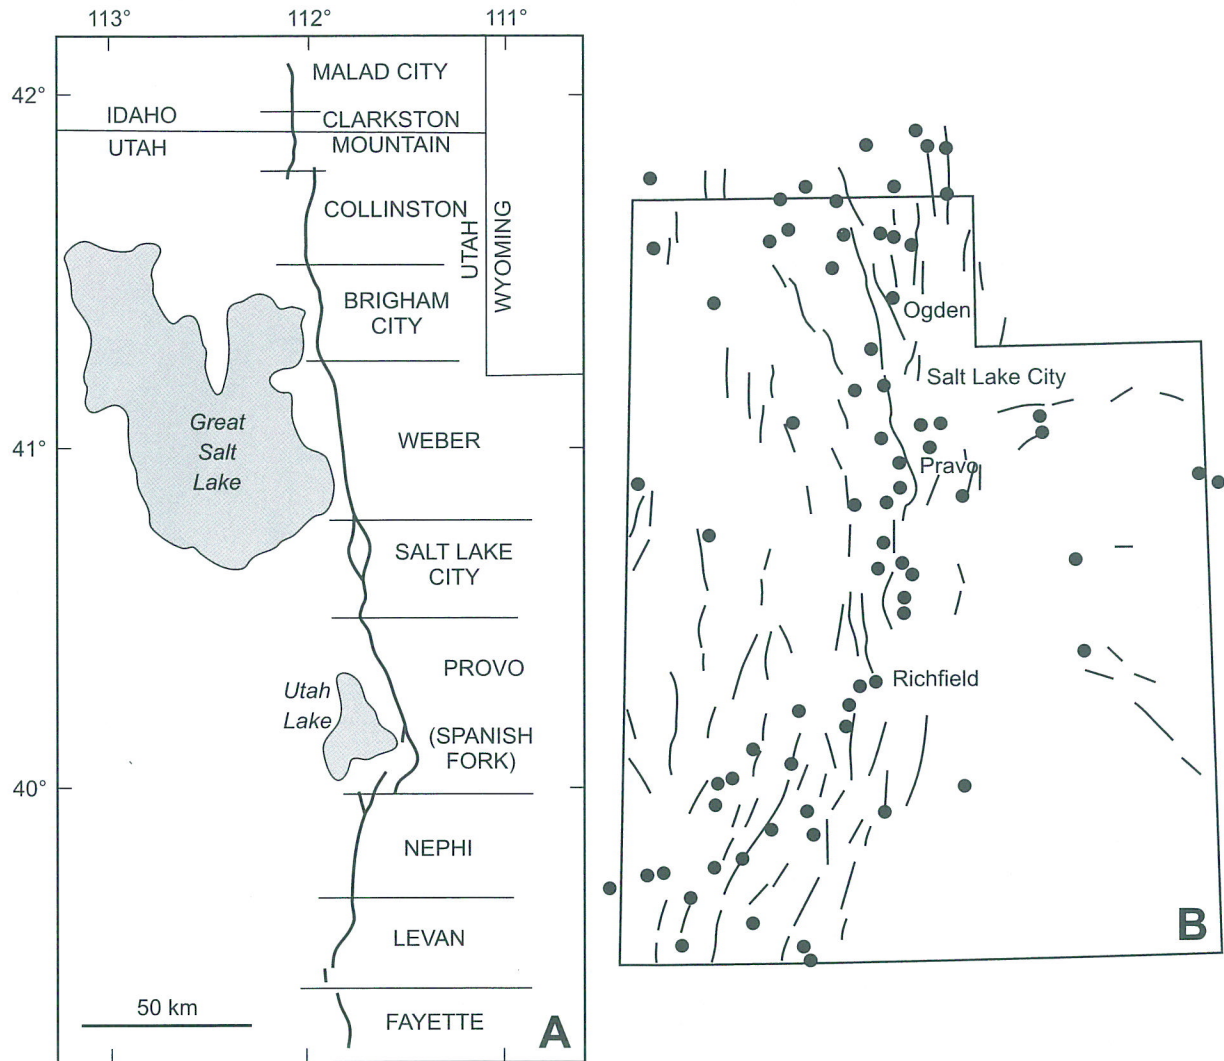 113°
112°
111°
42°
MALAD CITY
IDAHO
CLARKSTON
UTAH
MOUNTAIN
COLLINSTON
UTAH
WYOMING
BRIGHAM
CITY
Great
Salt
Lake
41°
WEBER
SALT LAKE
CITY
PROVO
Utah
Lake
(SPANISH
FORK)
40°
NEPHI
LEVAN
50 km
FAYETTE
A
Ogden
Salt Lake City
Pravo
Richfield
B